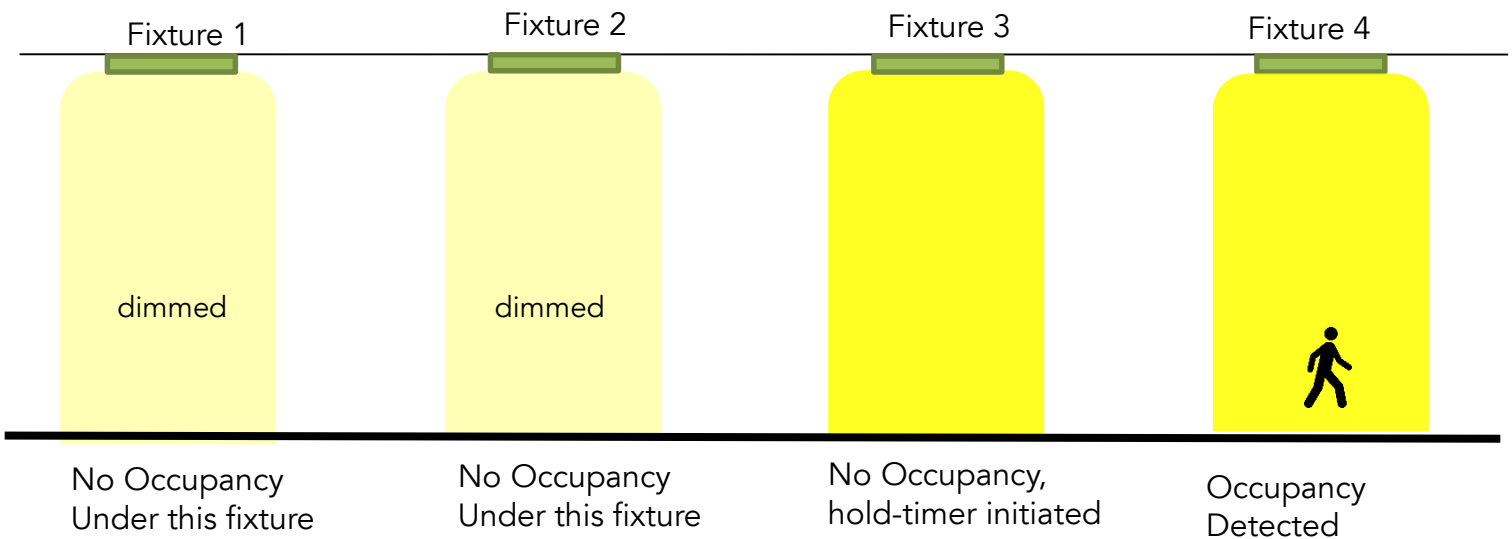 Fixture 1
Fixture 2
Fixture 3
Fixture 4
dimmed
dimmed
No Occupancy
Under this fixture
No Occupancy
Under this fixture
No Occupancy,
hold-timer initiated
Occupancy
Detected